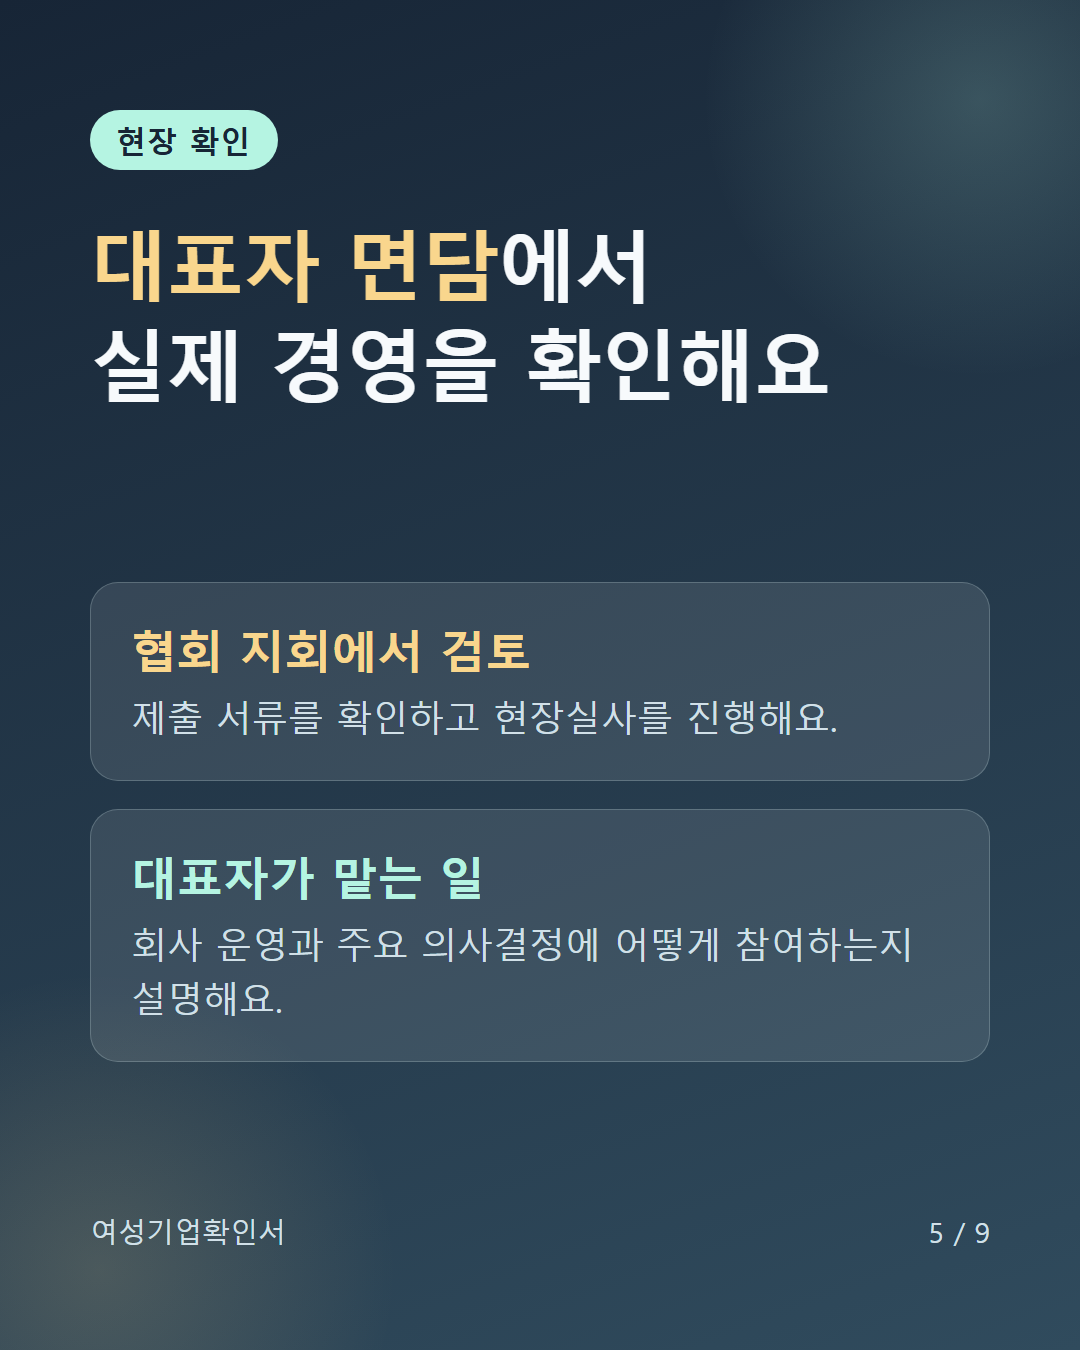 현장 확인
대표자 면담에서
실제 경영을 확인해요
협회 지회에서 검토
제출 서류를 확인하고 현장실사를 진행해요.
대표자가 맡는 일
회사 운영과 주요 의사결정에 어떻게 참여하는지
설명해요.
여성기업확인서
5 / 9